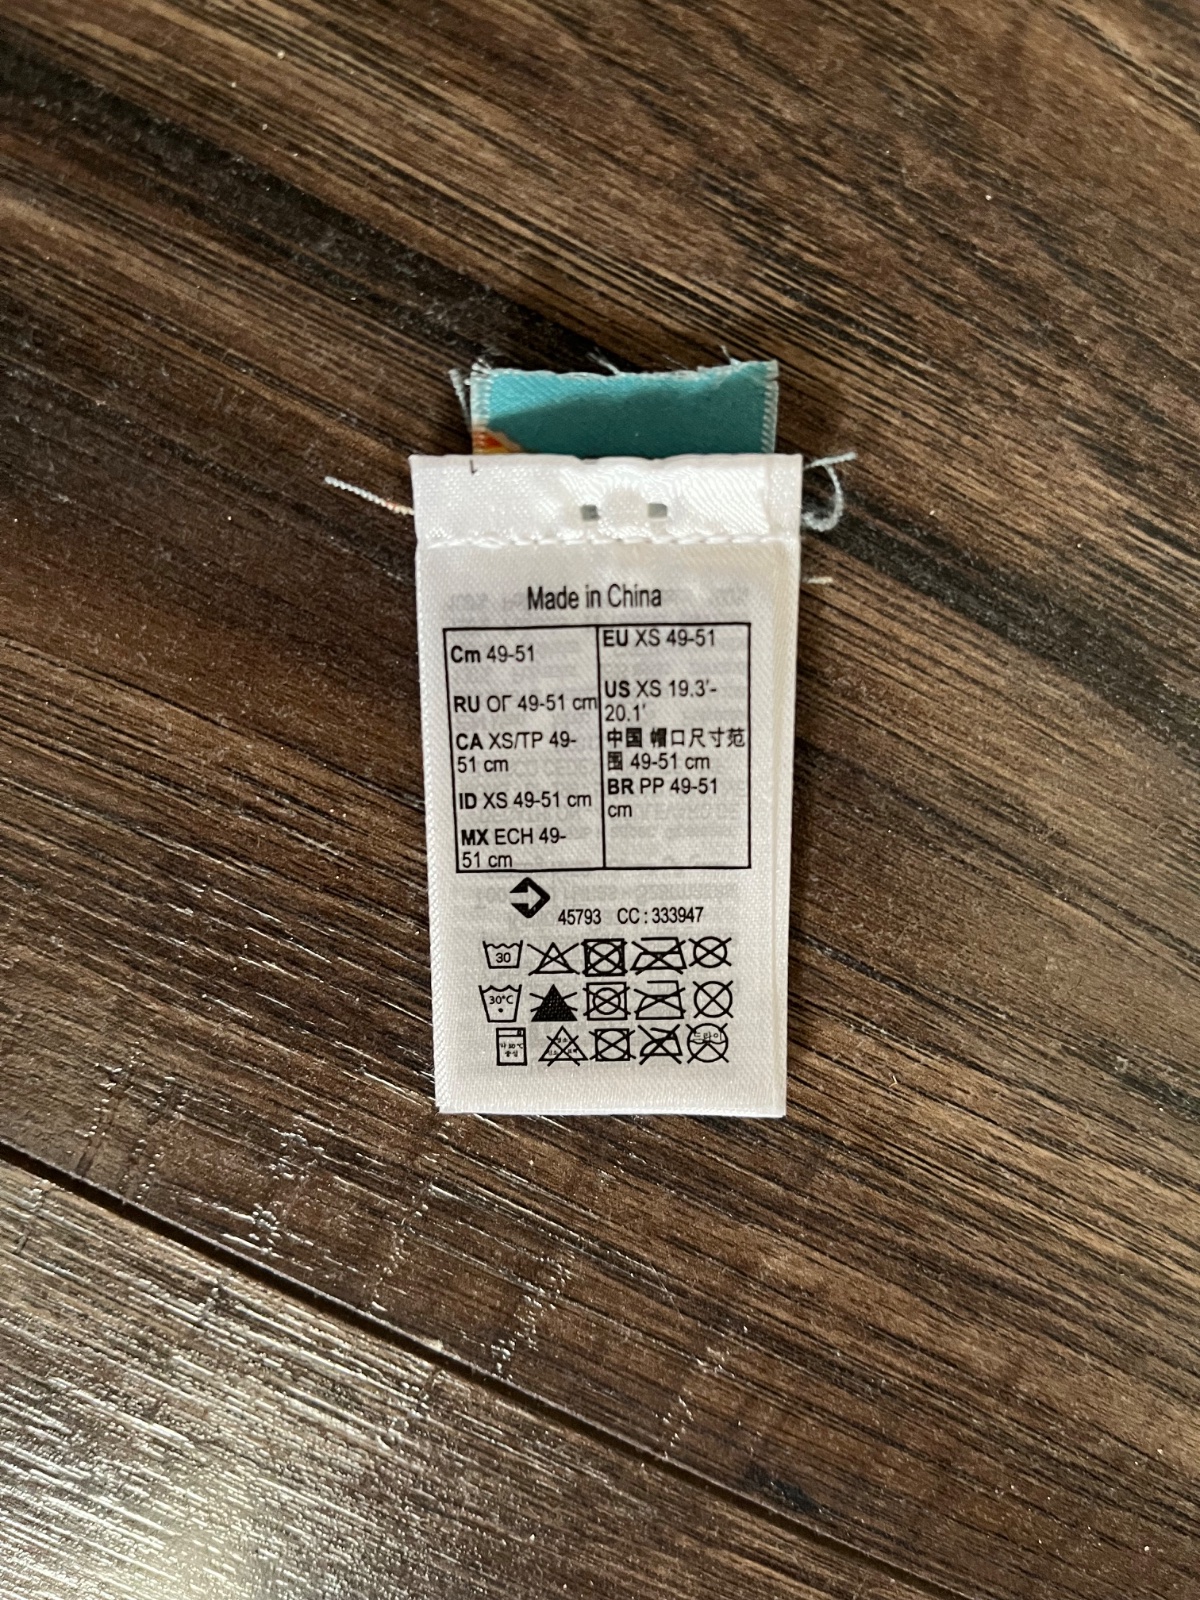 Made in China
Cm 49-51
RU ОГ 49-51 cm
CA XS/TP 49-
51 cm
ID XS 49-51 cm
MX ECH 49-
51 cm
EU XS 49-51
US XS 19.3'-
20.1'
中国 帽口尺寸范
围 49-51 cm
BR PP 49-51
cm
45793 CC : 333947
30
30°C
드라이